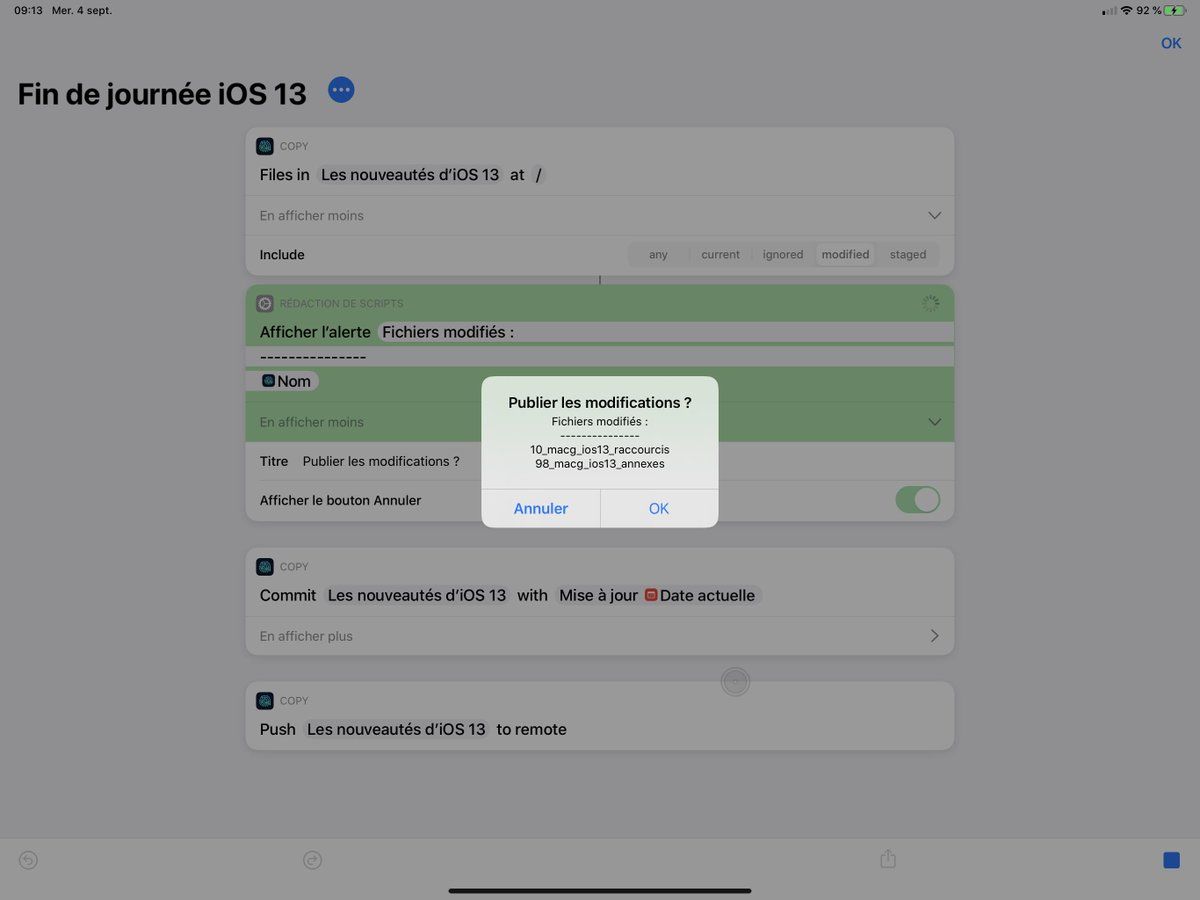 09:13 Mer. 4 sept.
92 %
OK
Fin de journée iOS 13
COPY
Files in Les nouveautés d’iOS 13 at /
En afficher moins
Include any current ignored modified staged
RÉDACTION DE SCRIPTS
Afficher l’alerte Fichiers modifiés :
---------------
Nom
En afficher moins
Titre Publier les modifications ?
Afficher le bouton Annuler
Publier les modifications ?
Fichiers modifiés :
---------------
10_macg_ios13_raccourcis
98_macg_ios13_annexes
Annuler OK
COPY
Commit Les nouveautés d’iOS 13 with Mise à jour Date actuelle
En afficher plus
COPY
Push Les nouveautés d’iOS 13 to remote